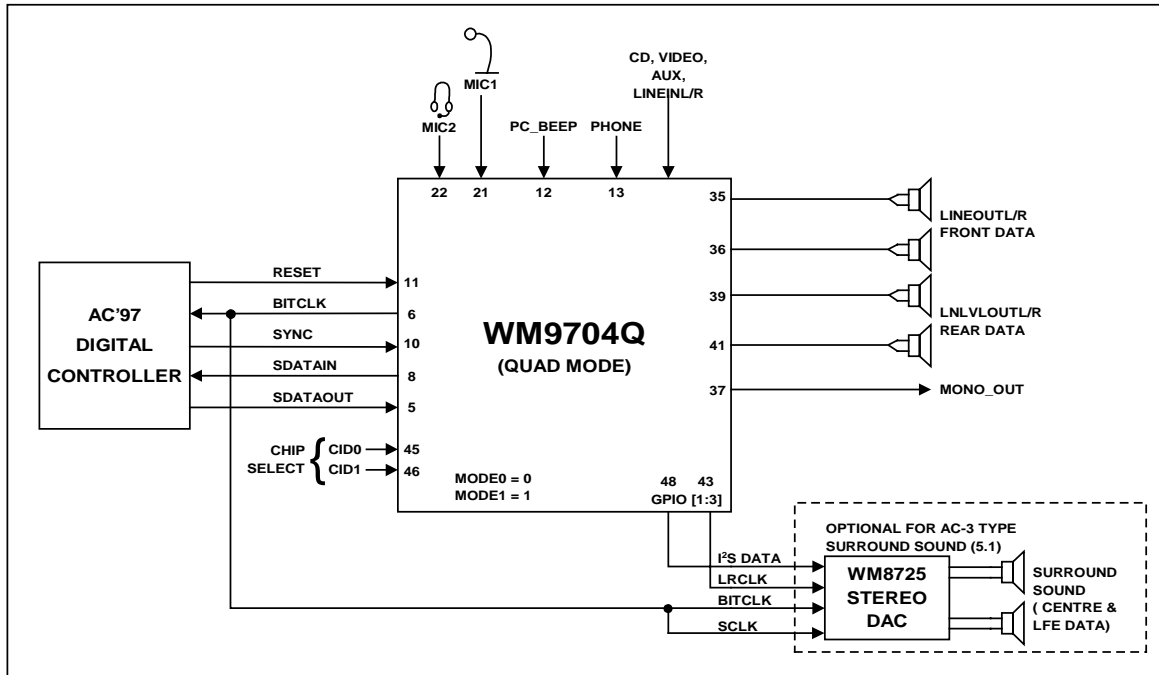 CD, VIDEO,
AUX,
LINEINL/R
MIC1
MIC2
PC_BEEP
PHONE
22
21
12
13
35
LINEOUTL/R
FRONT DATA
36
39
LNLVLOUTL/R
REAR DATA
41
37
MONO_OUT
AC'97
DIGITAL
CONTROLLER
RESET
11
BITCLK
6
SYNC
10
SDATAIN
8
SDATAOUT
5
WM9704Q
(QUAD MODE)
CHIP
SELECT
CID0
45
CID1
46
MODE0 = 0
MODE1 = 1
48
43
GPIO [1:3]
OPTIONAL FOR AC-3 TYPE
SURROUND SOUND (5.1)
I²S DATA
LRCLK
BITCLK
SCLK
WM8725
STEREO
DAC
SURROUND
SOUND
( CENTRE &
LFE DATA)